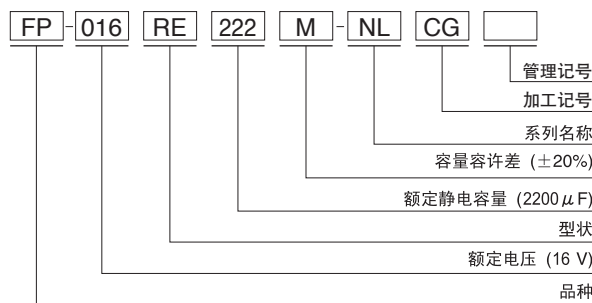 FP-016 RE 222 M-NL CG
管理记号
加工记号
系列名称
容量容许差 (±20%)
额定静电容量 (2200μF)
型状
额定电压 (16 V)
品种